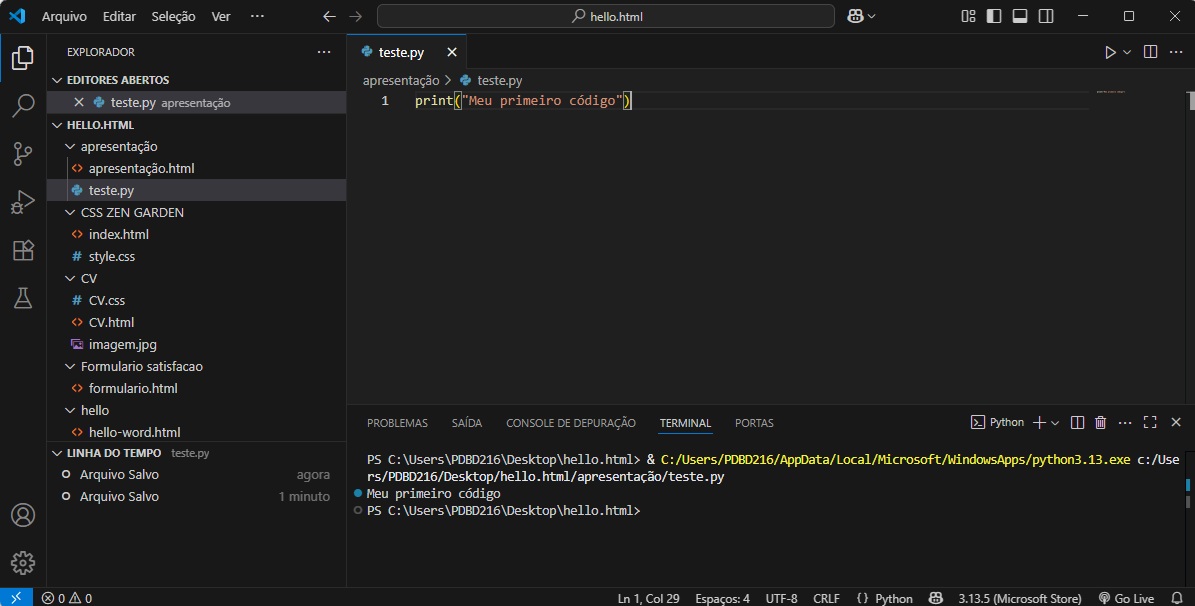 Arquivo Editar Seleção Ver ··· hello.html
EXPLORADOR ···
EDITORES ABERTOS
teste.py apresentação
HELLO.HTML
apresentação
apresentação.html
teste.py
CSS ZEN GARDEN
index.html
# style.css
CV
# CV.css
CV.html
imagem.jpg
Formulario satisfacao
formulario.html
hello
hello-word.html
LINHA DO TEMPO teste.py
Arquivo Salvo agora
Arquivo Salvo 1 minuto
teste.py
apresentação > teste.py
1 print("Meu primeiro código")
PROBLEMAS SAÍDA CONSOLE DE DEPURAÇÃO TERMINAL PORTAS Python
PS C:\Users\PDBD216\Desktop\hello.html> & C:/Users/PDBD216/AppData/Local/Microsoft/WindowsApps/python3.13.exe c:/Use
rs/PDBD216/Desktop/hello.html/apresentação/teste.py
Meu primeiro código
PS C:\Users\PDBD216\Desktop\hello.html>
0 0 Ln 1, Col 29 Espaços: 4 UTF-8 CRLF { } Python 3.13.5 (Microsoft Store) Go Live